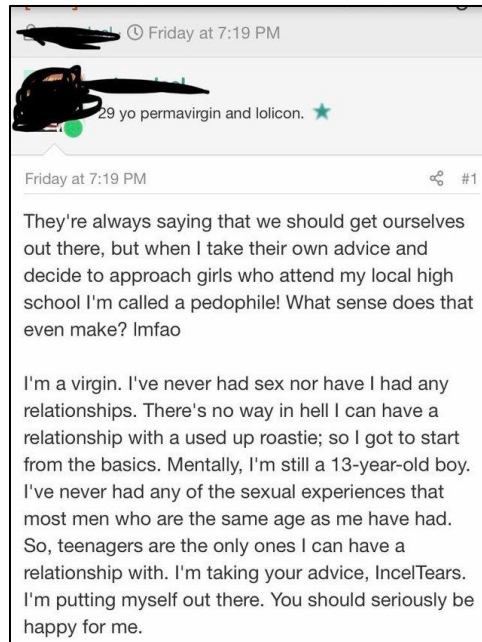 Friday at 7:19 PM
29 yo permavirgin and lolicon.
Friday at 7:19 PM #1
They're always saying that we should get ourselves
out there, but when I take their own advice and
decide to approach girls who attend my local high
school I'm called a pedophile! What sense does that
even make? lmfao
I'm a virgin. I've never had sex nor have I had any
relationships. There's no way in hell I can have a
relationship with a used up roastie; so I got to start
from the basics. Mentally, I'm still a 13-year-old boy.
I've never had any of the sexual experiences that
most men who are the same age as me have had.
So, teenagers are the only ones I can have a
relationship with. I'm taking your advice, IncelTears.
I'm putting myself out there. You should seriously be
happy for me.